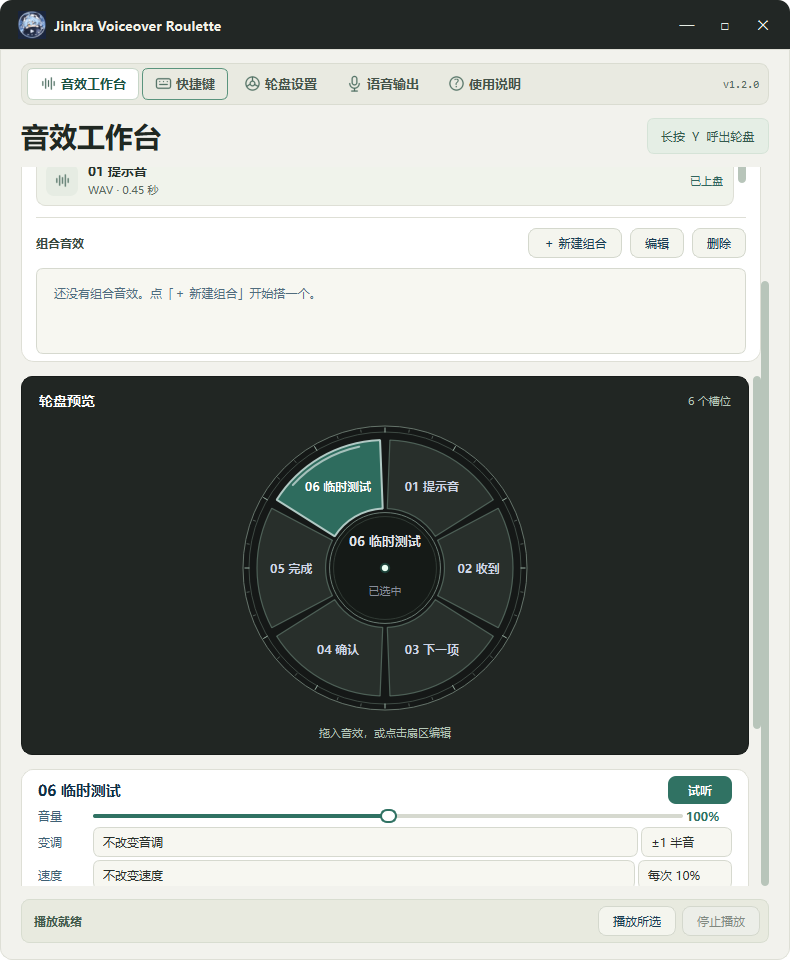 Jinkra Voiceover Roulette
音效工作台 快捷键 轮盘设置 语音输出 使用说明 v1.2.0
音效工作台
长按 Y 呼出轮盘
01 提示音
WAV · 0.45 秒
已上盘
组合音效
+ 新建组合 编辑 删除
还没有组合音效。点「+ 新建组合」开始搭一个。
轮盘预览
6 个槽位
06 临时测试
01 提示音
06 临时测试
05 完成
02 收到
已选中
04 确认
03 下一项
拖入音效，或点击扇区编辑
06 临时测试
试听
音量
100%
变调
不改变音调
±1 半音
速度
不改变速度
每次 10%
播放就绪
播放所选 停止播放